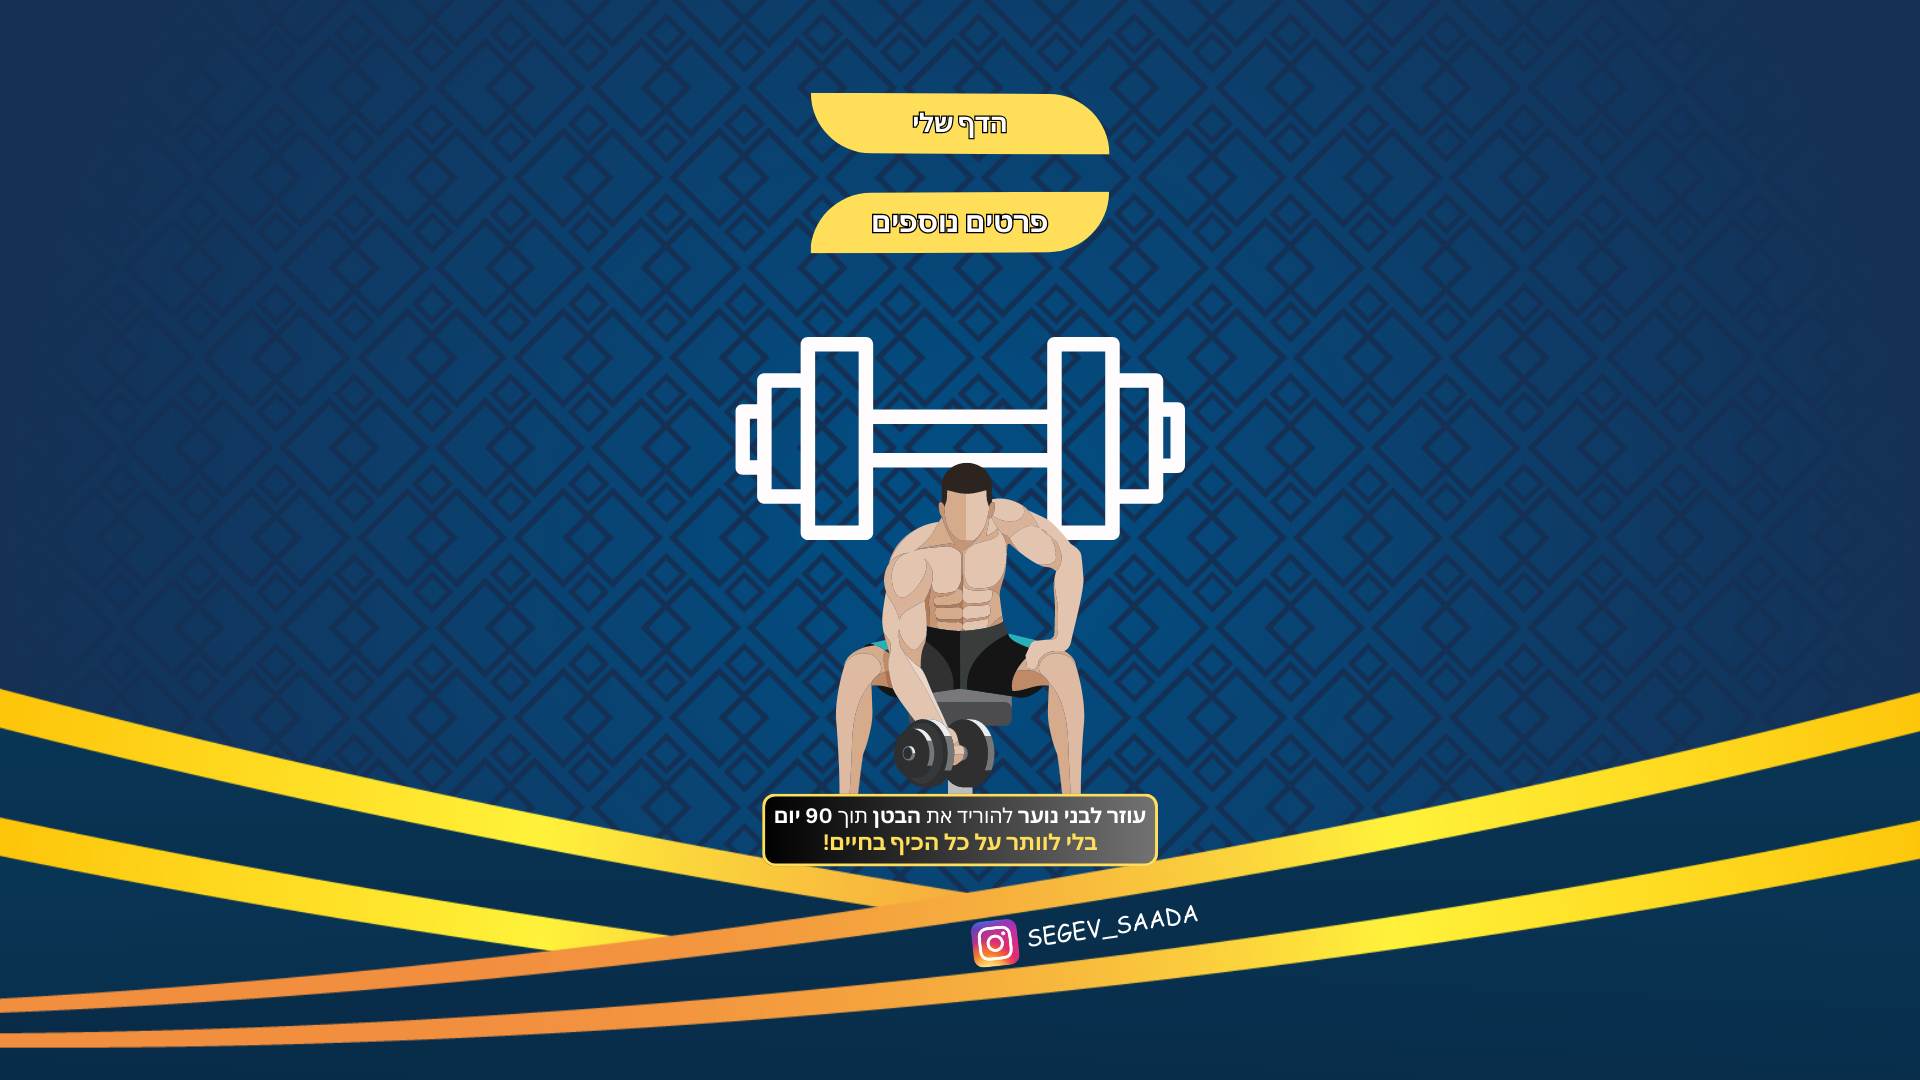 הדף שלי
פרטים נוספים
עוזר לבני נוער להוריד את הבטן תוך 90 יום
בלי לוותר על כל הכיף בחיים!
SEGEV_SAADA